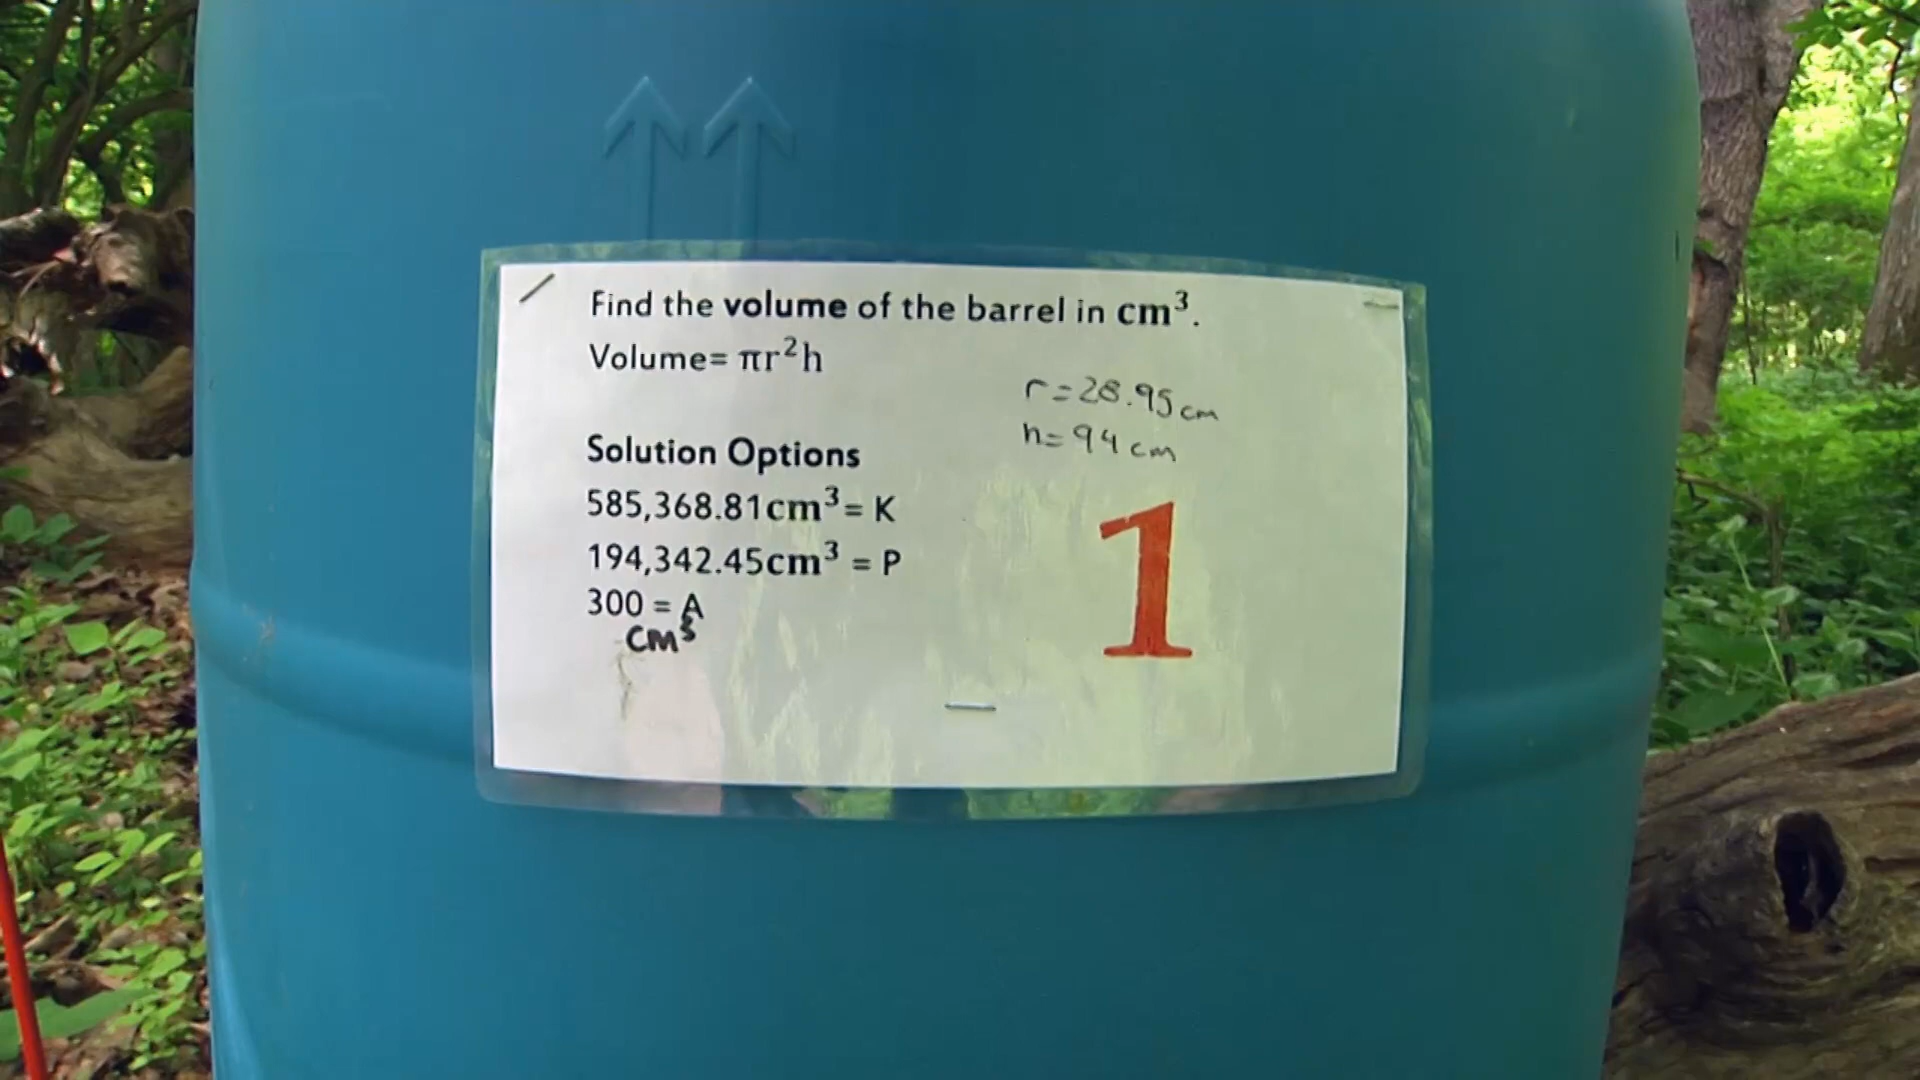 Find the volume of the barrel in cm³.
Volume= πr²h
r=28.95cm
h=94cm
Solution Options
585,368.81cm³= K
194,342.45cm³ = P
300 = A
cm³
1